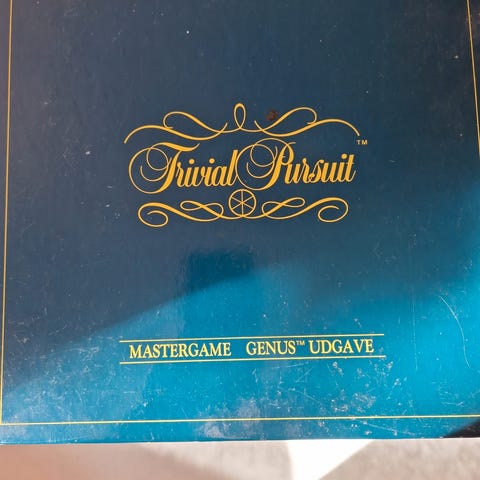 Trivial Pursuit™
MASTERGAME GENUS™ UDGAVE